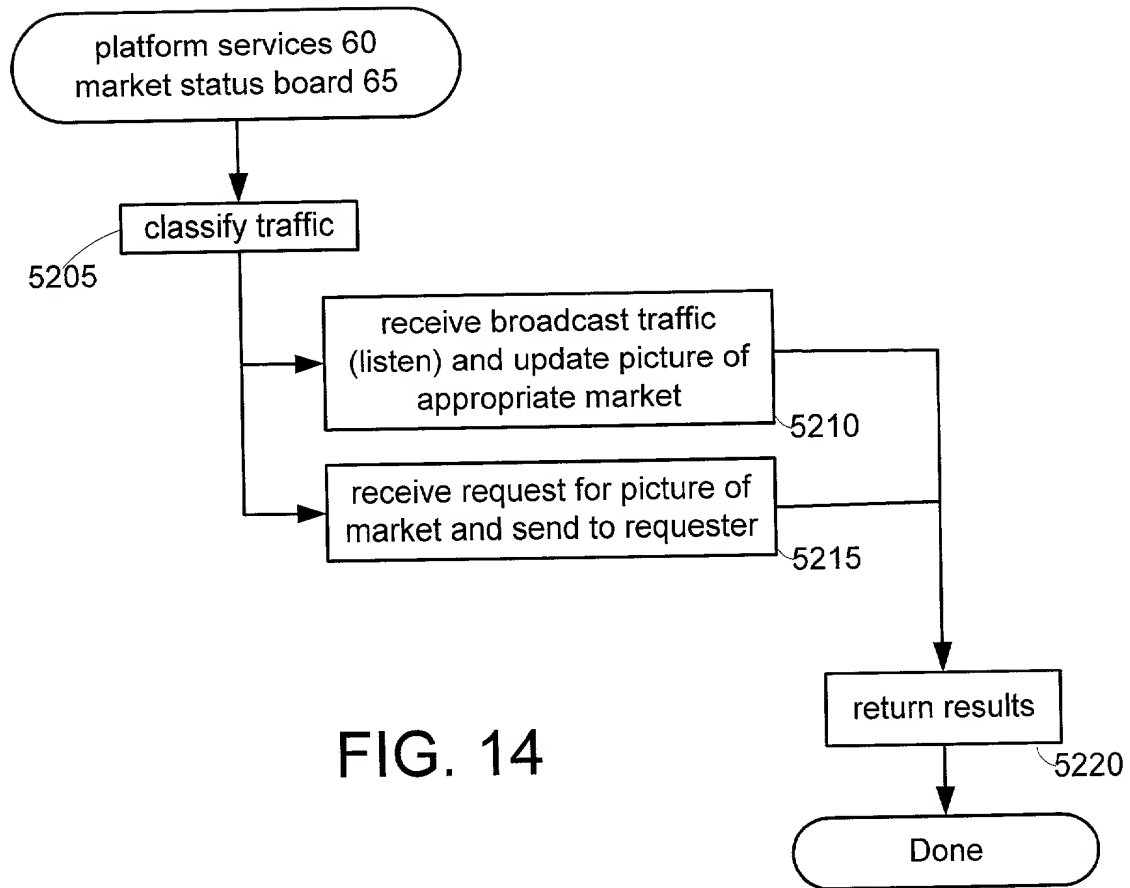 platform services 60
market status board 65
classify traffic
5205
receive broadcast traffic
(listen) and update picture of
appropriate market
5210
receive request for picture of
market and send to requester
5215
return results
5220
FIG. 14
Done